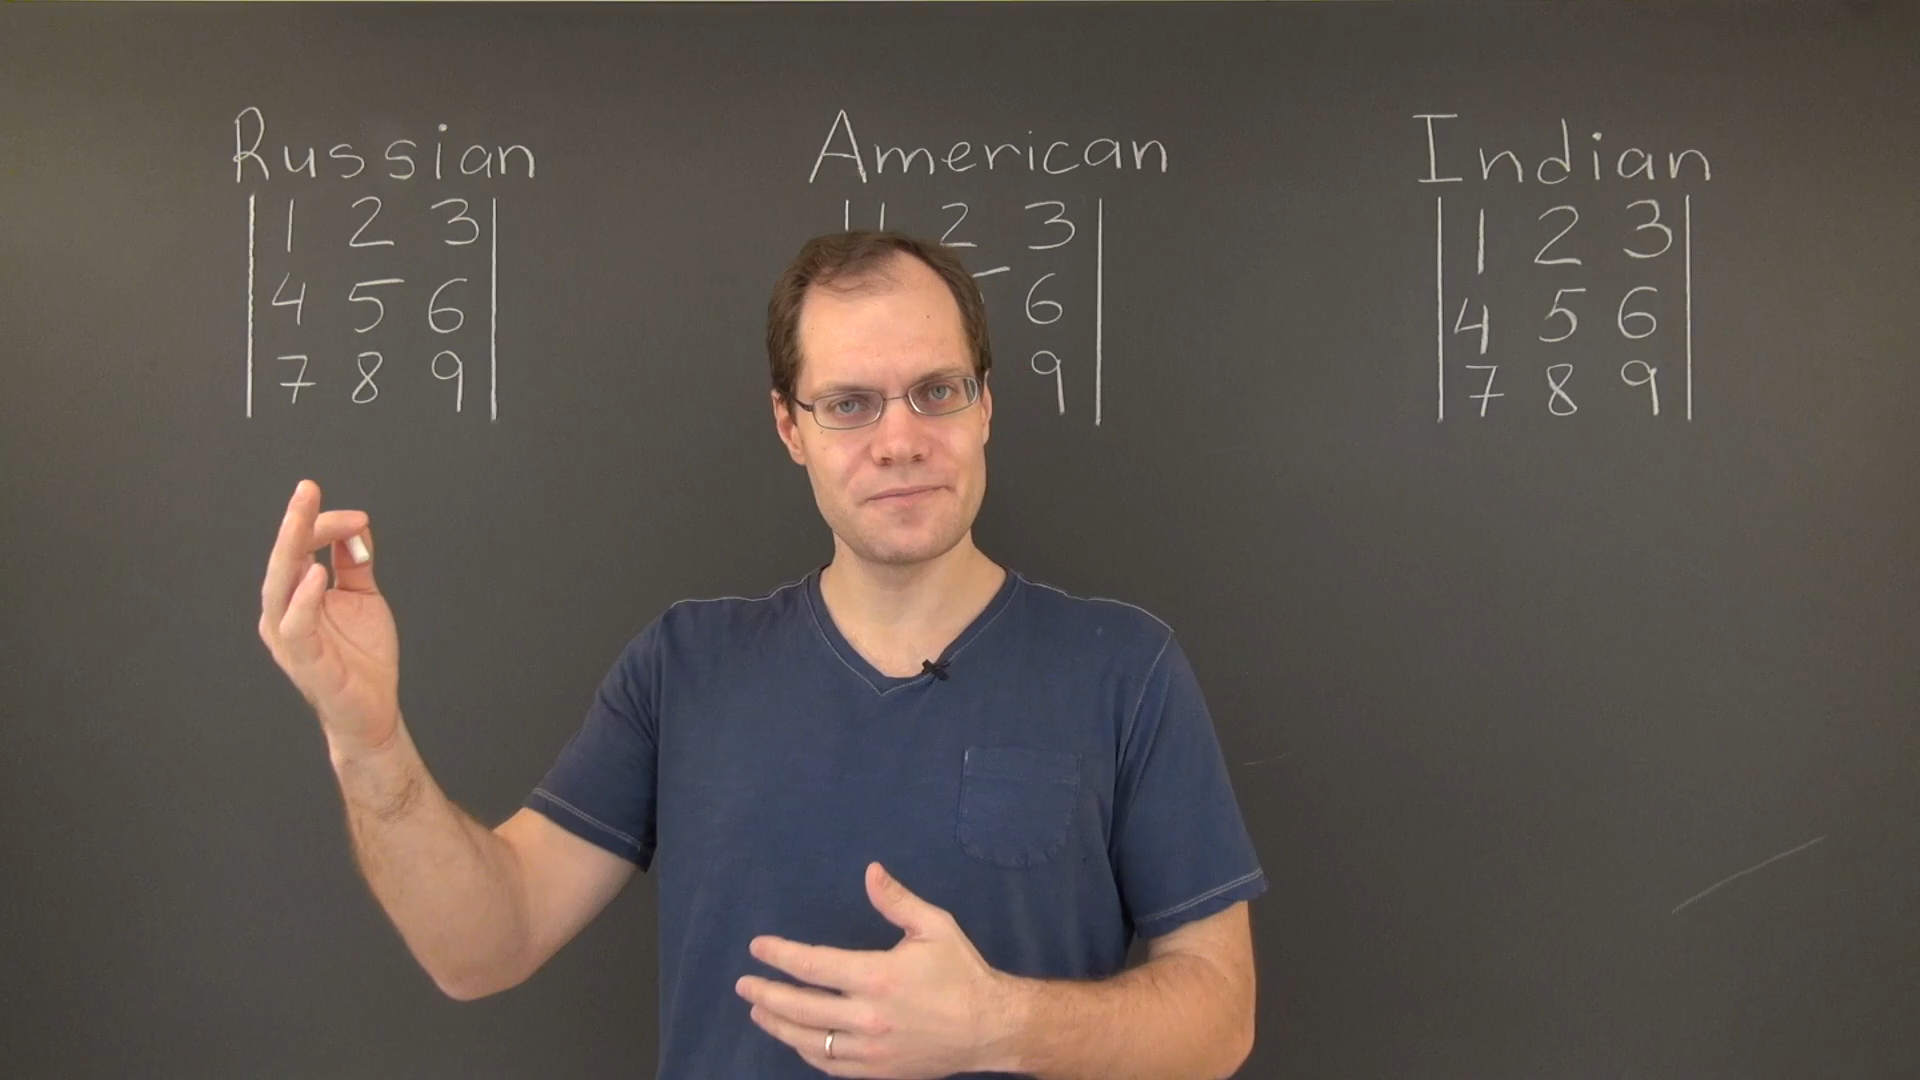 Russian
|1 2 3|
|4 5 6|
|7 8 9|
American
|1 2 3|
6|
9|
Indian
|1 2 3|
|4 5 6|
|7 8 9|